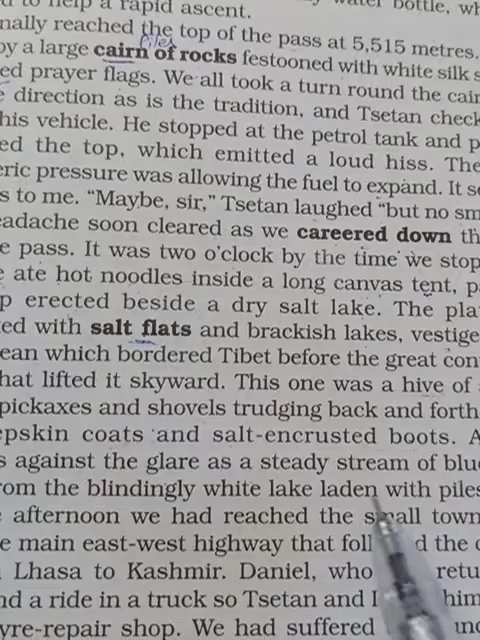 to help a rapid ascent.
water bottle, wh
nally reached the top of the pass at 5,515 metres.
piles
by a large cairn of rocks festooned with white silk s
ed prayer flags. We all took a turn round the cair
e direction as is the tradition, and Tsetan check
his vehicle. He stopped at the petrol tank and p
ed the top, which emitted a loud hiss. The
eric pressure was allowing the fuel to expand. It s
s to me. “Maybe, sir,” Tsetan laughed “but no sm
eadache soon cleared as we careered down th
e pass. It was two o’clock by the time we stop
e ate hot noodles inside a long canvas tent, p
p erected beside a dry salt lake. The pla
ted with salt flats and brackish lakes, vestige
ean which bordered Tibet before the great con
hat lifted it skyward. This one was a hive of
pickaxes and shovels trudging back and forth
epskin coats and salt-encrusted boots. A
s against the glare as a steady stream of blu
rom the blindingly white lake laden with piles
e afternoon we had reached the small town
e main east-west highway that foll d the
Lhasa to Kashmir. Daniel, who retu
nd a ride in a truck so Tsetan and I him
yre-repair shop. We had suffered